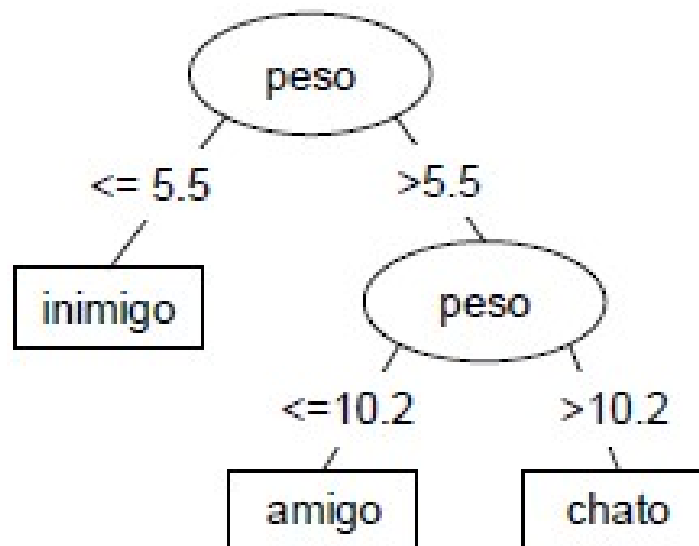 peso
<= 5.5 >5.5
inimigo peso
<=10.2 >10.2
amigo chato